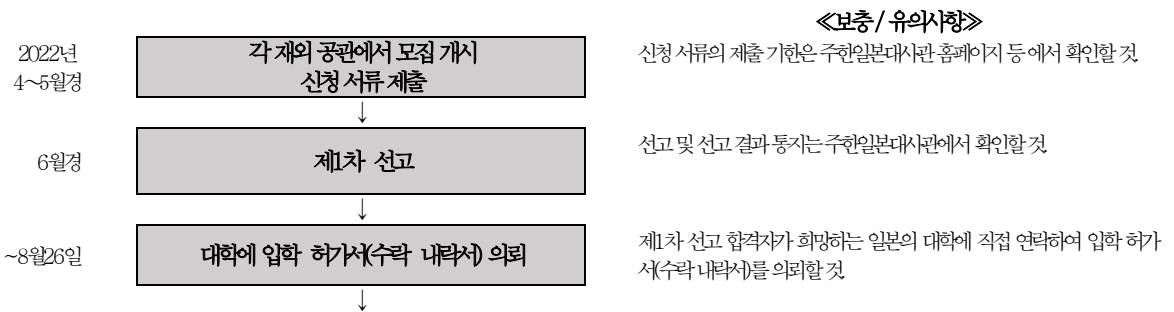 ≪보충 / 유의사항≫
2022년
4~5월경
각 재외 공관에서 모집 개시
신청 서류 제출
신청 서류의 제출 기한은 주한일본대사관 홈페이지 등에서 확인할 것.
↓
6월경
제1차 선고
선고 및 선고 결과 통지는 주한일본대사관에서 확인할 것.
↓
~8월26일
대학에 입학 허가서(수락 내락서) 의뢰
제1차 선고 합격자가 희망하는 일본의 대학에 직접 연락하여 입학 허가
서(수락 내락서)를 의뢰할 것.
↓